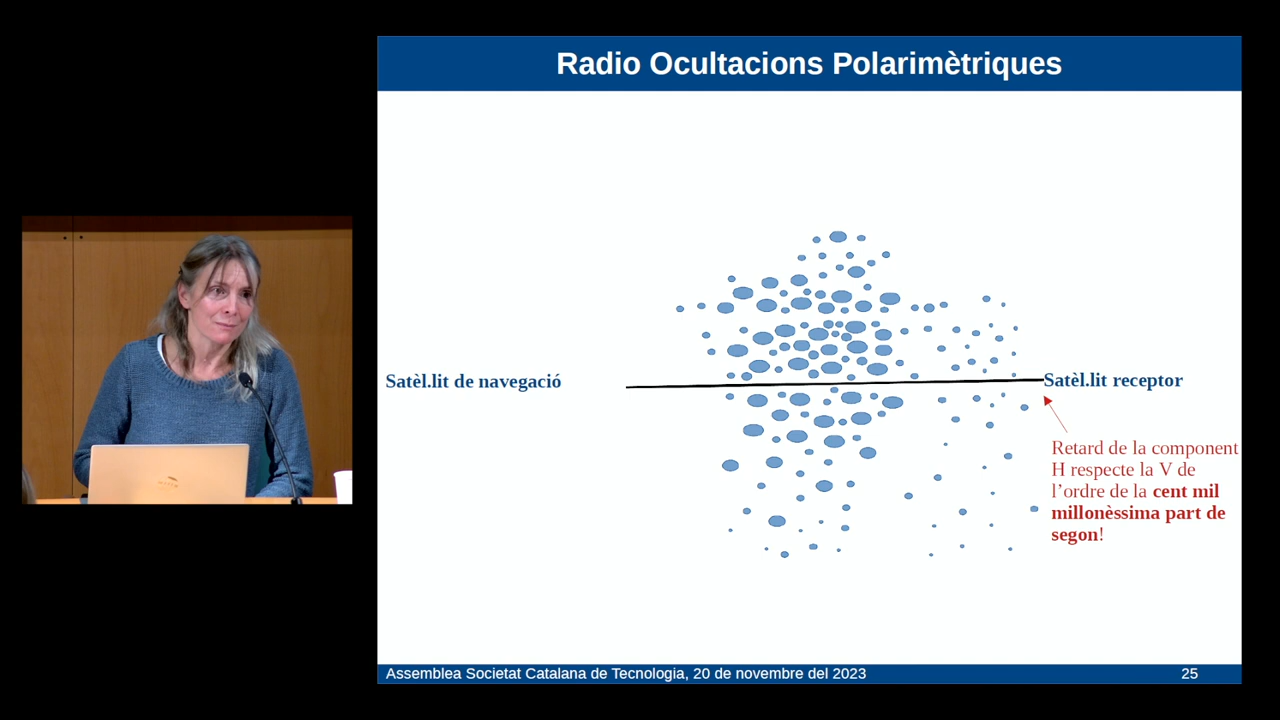 Radio Ocultacions Polarimètriques
Satèl.lit de navegació
Satèl.lit receptor
Retard de la component
H respecte la V de
l’ordre de la cent mil
millonèssima part de
segon!
Assemblea Societat Catalana de Tecnologia, 20 de novembre del 2023
25